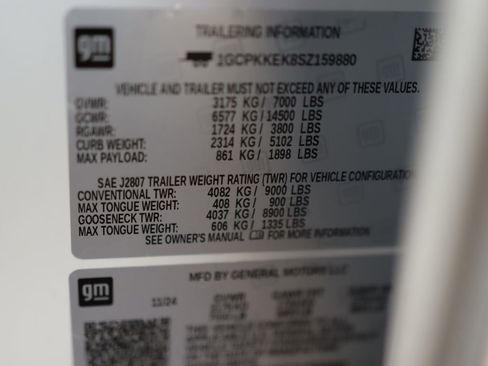 gm
TRAILERING INFORMATION
1GCPKKEK8SZ159880
VEHICLE AND TRAILER MUST NOT EXCEED ANY OF THESE VALUES.
GVWR: 3175 KG / 7000 LBS
GCWR: 6577 KG / 14500 LBS
RGAWR: 1724 KG / 3800 LBS
CURB WEIGHT: 2314 KG / 5102 LBS
MAX PAYLOAD: 861 KG / 1898 LBS
SAE J2807 TRAILER WEIGHT RATING (TWR) FOR VEHICLE CONFIGURATION
CONVENTIONAL TWR: 4082 KG / 9000 LBS
MAX TONGUE WEIGHT: 408 KG / 900 LBS
GOOSENECK TWR: 4037 KG / 8900 LBS
MAX TONGUE WEIGHT: 606 KG / 1335 LBS
SEE OWNER'S MANUAL FOR MORE INFORMATION
gm
MFD BY GENERAL MOTORS LLC
11/24
GVWR